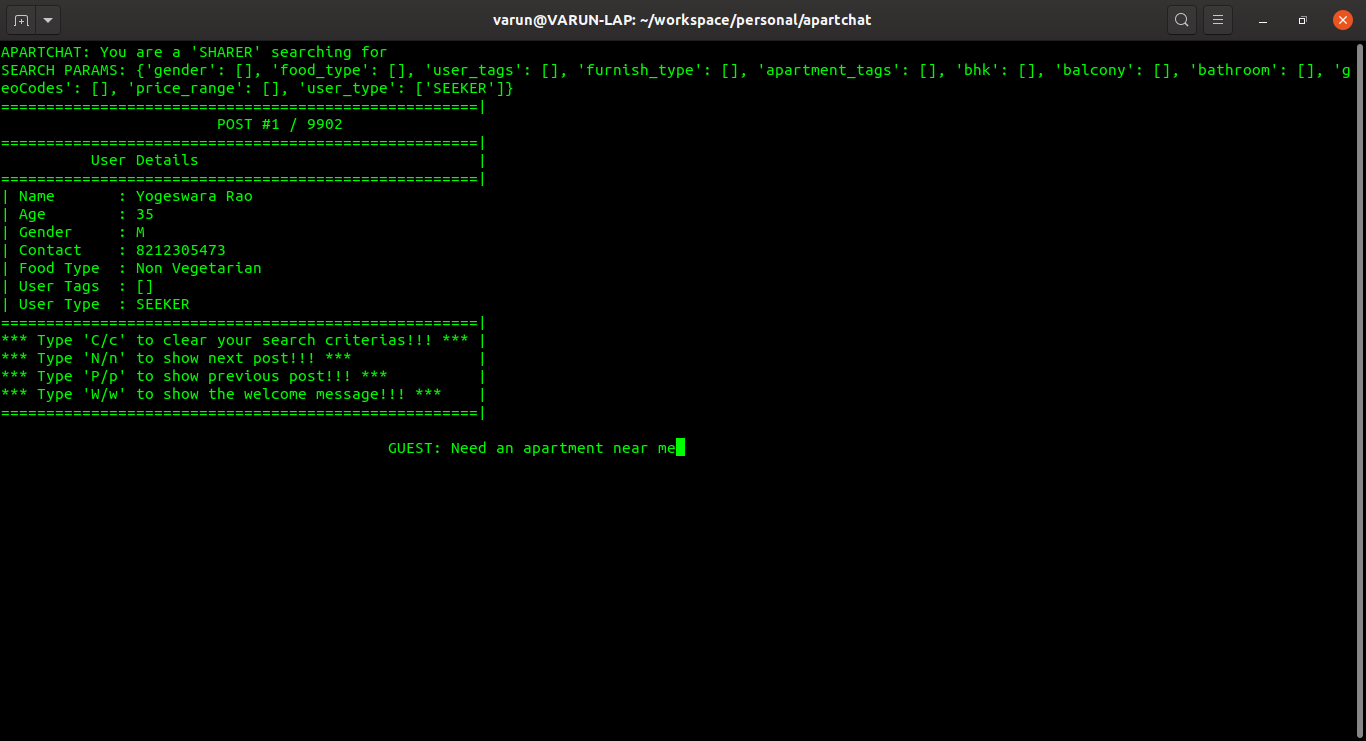 varun@VARUN-LAP: ~/workspace/personal/apartchat
APARTCHAT: You are a 'SHARER' searching for
SEARCH PARAMS: {'gender': [], 'food_type': [], 'user_tags': [], 'furnish_type': [], 'apartment_tags': [], 'bhk': [], 'balcony': [], 'bathroom': [], 'g
eoCodes': [], 'price_range': [], 'user_type': ['SEEKER']}
=====================================================|
POST #1 / 9902
=====================================================|
User Details |
=====================================================|
| Name : Yogeswara Rao
| Age : 35
| Gender : M
| Contact : 8212305473
| Food Type : Non Vegetarian
| User Tags : []
| User Type : SEEKER
=====================================================|
*** Type 'C/c' to clear your search criterias!!! *** |
*** Type 'N/n' to show next post!!! *** |
*** Type 'P/p' to show previous post!!! *** |
*** Type 'W/w' to show the welcome message!!! *** |
=====================================================|
GUEST: Need an apartment near me